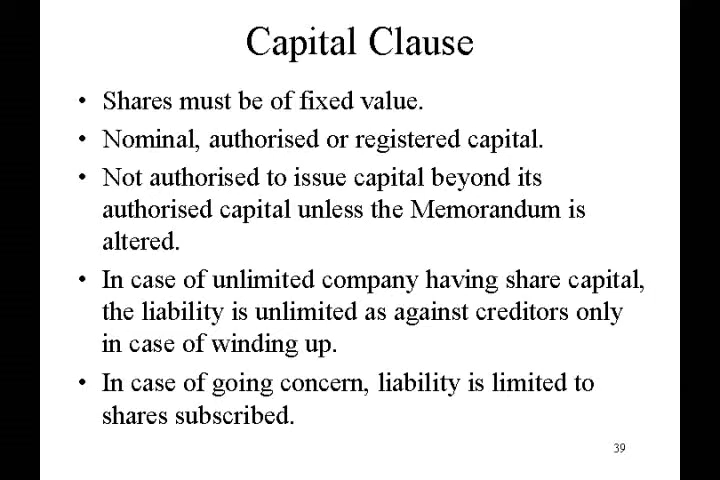 Capital Clause
• Shares must be of fixed value.
• Nominal, authorised or registered capital.
• Not authorised to issue capital beyond its
authorised capital unless the Memorandum is
altered.
• In case of unlimited company having share capital,
the liability is unlimited as against creditors only
in case of winding up.
• In case of going concern, liability is limited to
shares subscribed.
39